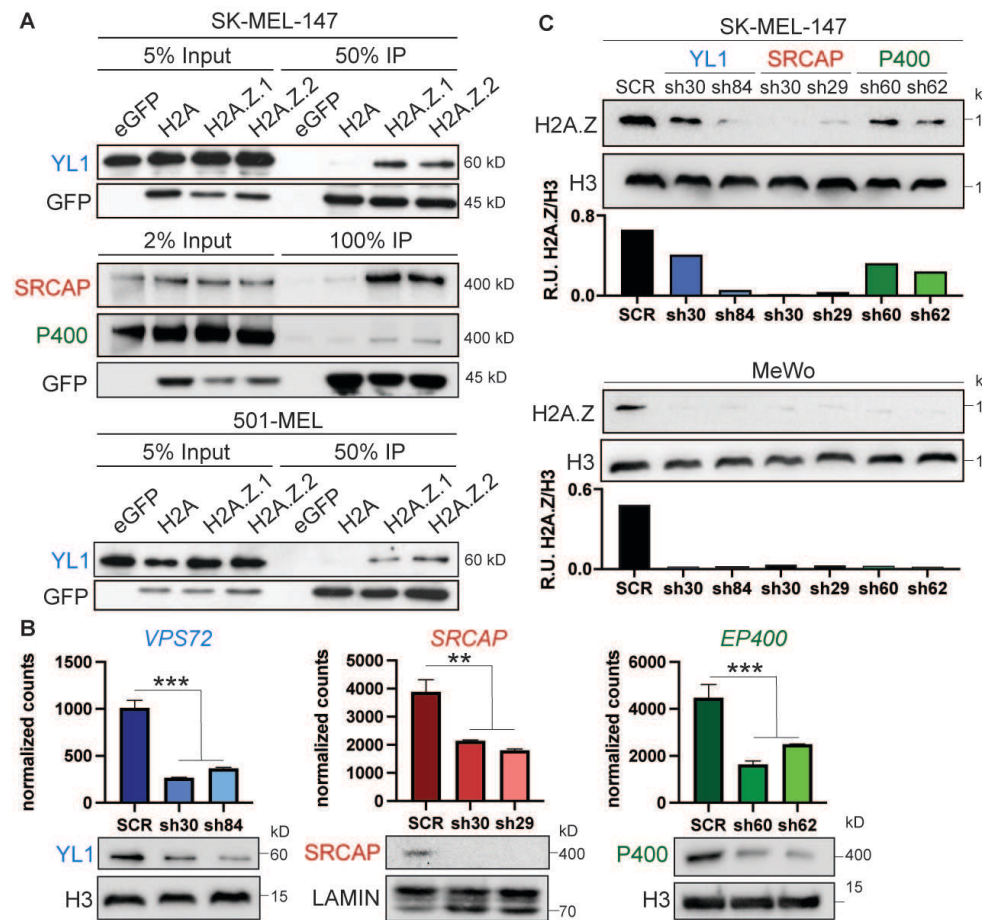 A
SK-MEL-147
5% Input 50% IP
eGFP H2A H2A.Z.1 H2A.Z.2 eGFP H2A H2A.Z.1 H2A.Z.2
YL1 60 kD
GFP 45 kD
2% Input 100% IP
SRCAP 400 kD
P400 400 kD
GFP 45 kD
501-MEL
5% Input 50% IP
eGFP H2A H2A.Z.1 H2A.Z.2 eGFP H2A H2A.Z.1 H2A.Z.2
YL1 60 kD
GFP
B
VPS72
normalized counts
1500
1000
500
0
***
SCR sh30 sh84
kD
YL1 60
H3 15
SRCAP
normalized counts
5000
4000
3000
2000
1000
0
**
SCR sh30 sh29
kD
SRCAP 400
LAMIN 70
EP400
normalized counts
6000
4000
2000
0
***
SCR sh60 sh62
kD
P400 400
H3 15
C
SK-MEL-147
YL1 SRCAP P400
SCR sh30 sh84 sh30 sh29 sh60 sh62 k
H2A.Z 1
H3 1
R.U. H2A.Z/H3
0.8
0.0
SCR sh30 sh84 sh30 sh29 sh60 sh62
MeWo
k
H2A.Z 1
H3 1
R.U. H2A.Z/H3
0.6
0.0
SCR sh30 sh84 sh30 sh29 sh60 sh62